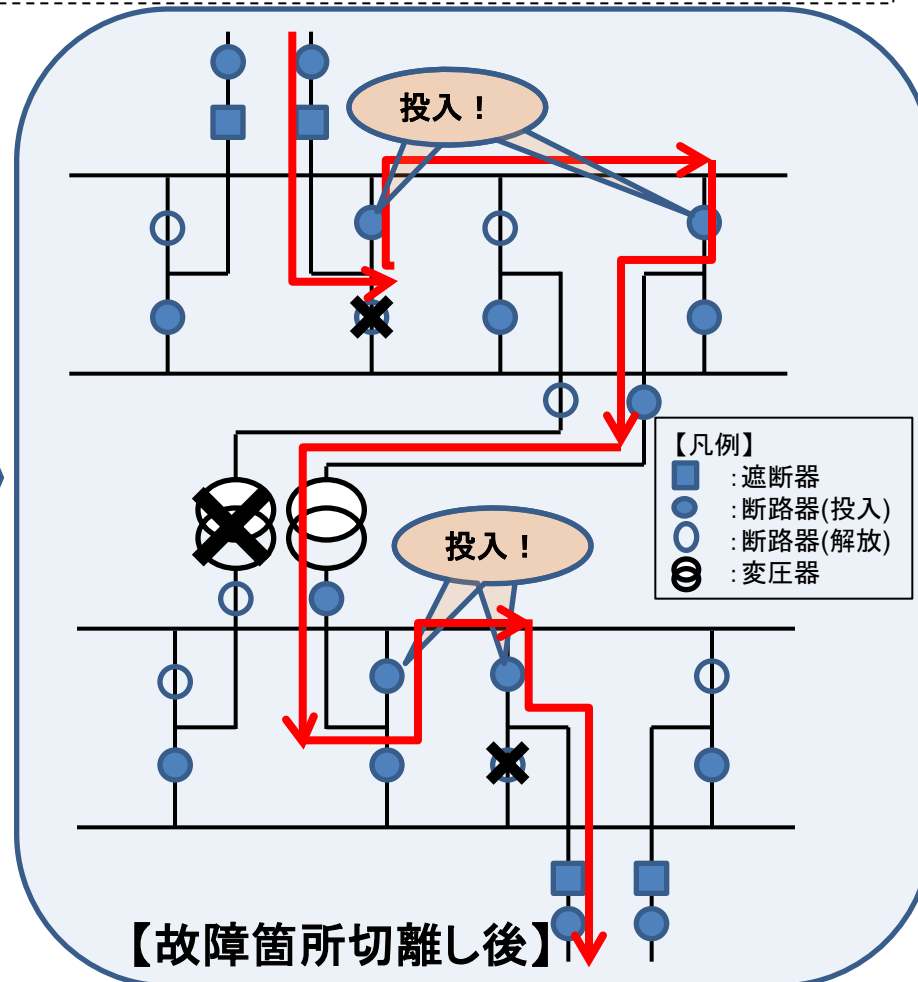 投入！
【凡例】
：遮断器
：断路器(投入)
：断路器(解放)
：変圧器
投入！
【故障箇所切離し後】